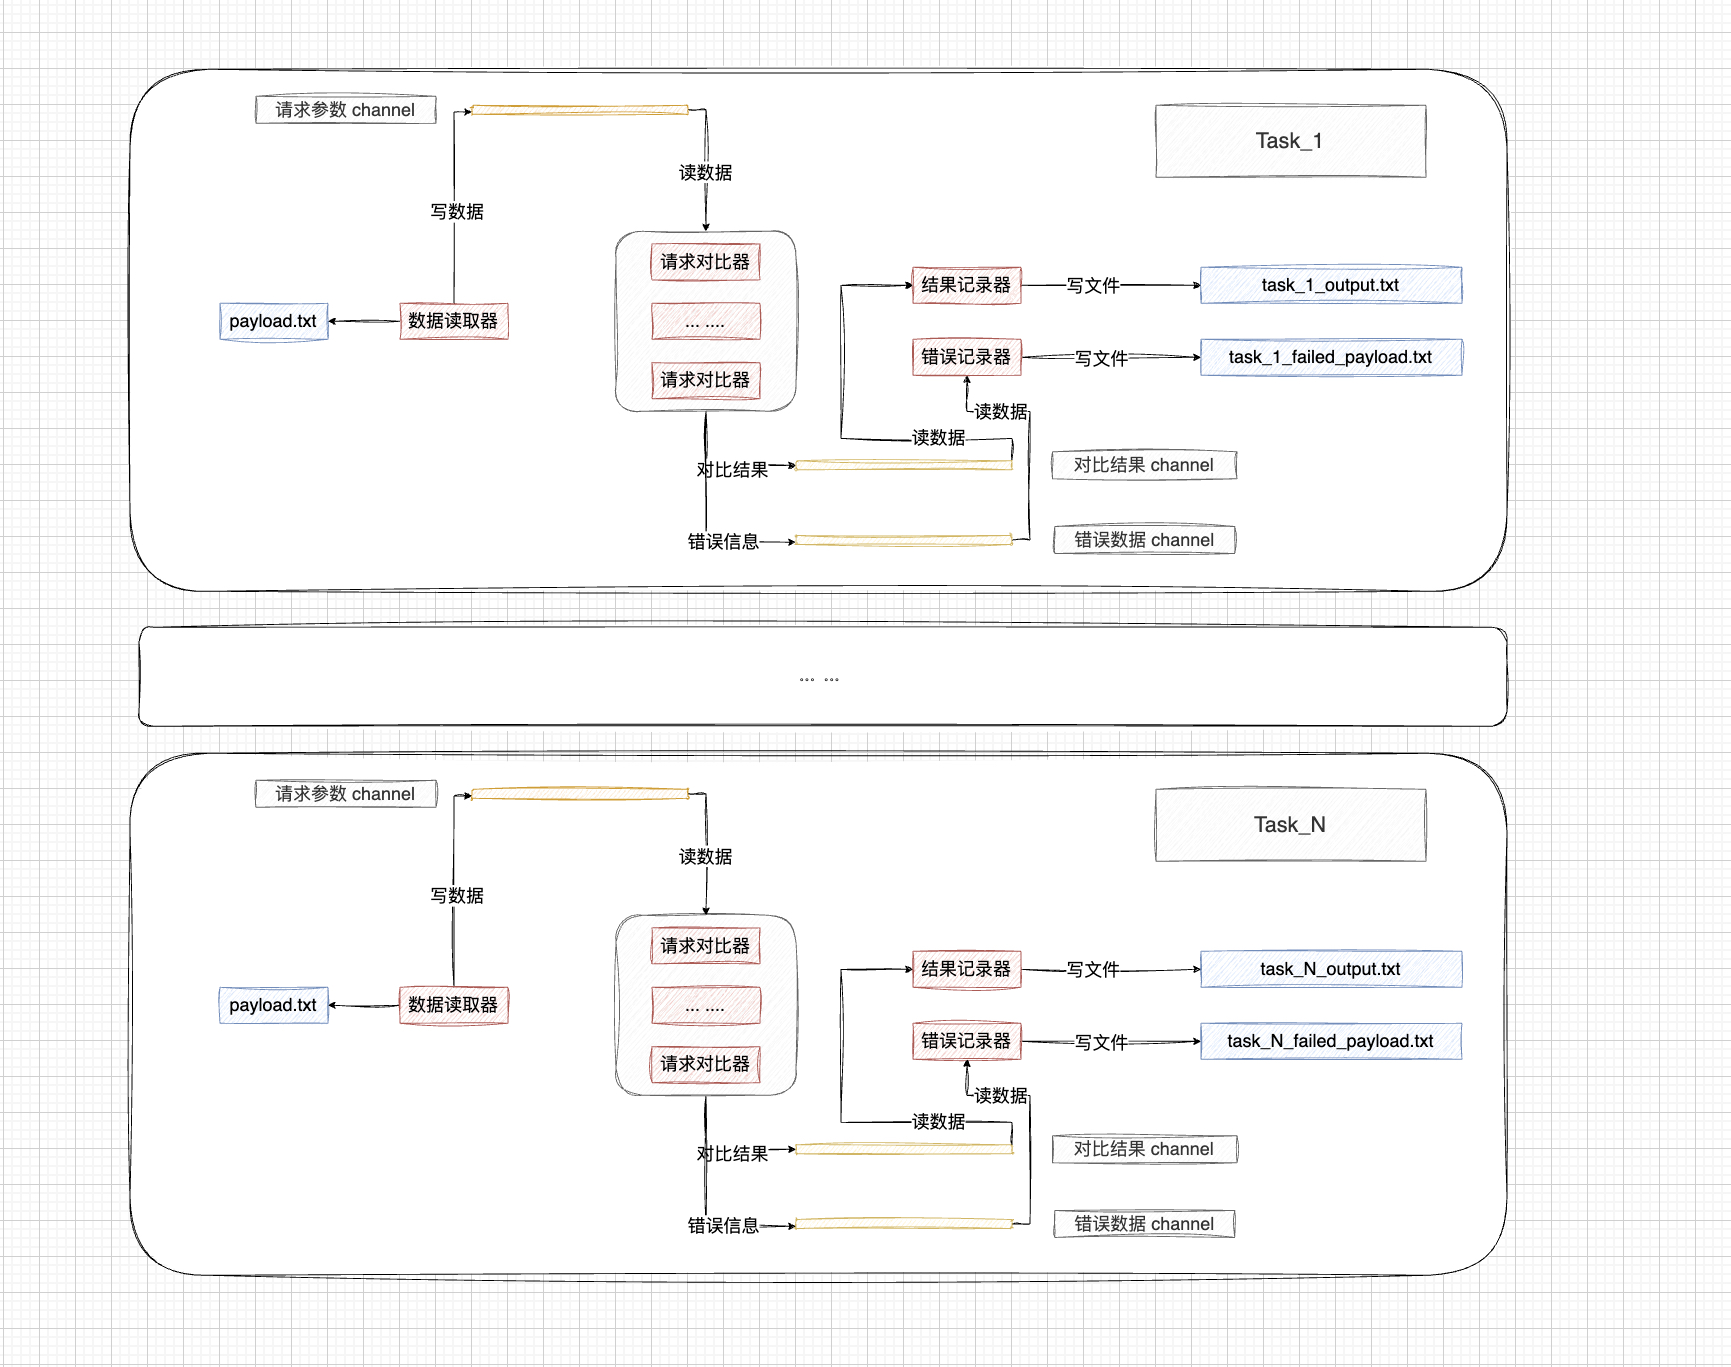 请求参数 channel
Task_1
读数据
写数据
请求对比器
结果记录器
写文件
task_1_output.txt
payload.txt
数据读取器
... ....
错误记录器
写文件
task_1_failed_payload.txt
请求对比器
读数据
读数据
对比结果
对比结果 channel
错误信息
错误数据 channel
... ...
请求参数 channel
Task_N
读数据
写数据
请求对比器
结果记录器
写文件
task_N_output.txt
payload.txt
数据读取器
... ....
错误记录器
写文件
task_N_failed_payload.txt
请求对比器
读数据
读数据
对比结果
对比结果 channel
错误信息
错误数据 channel